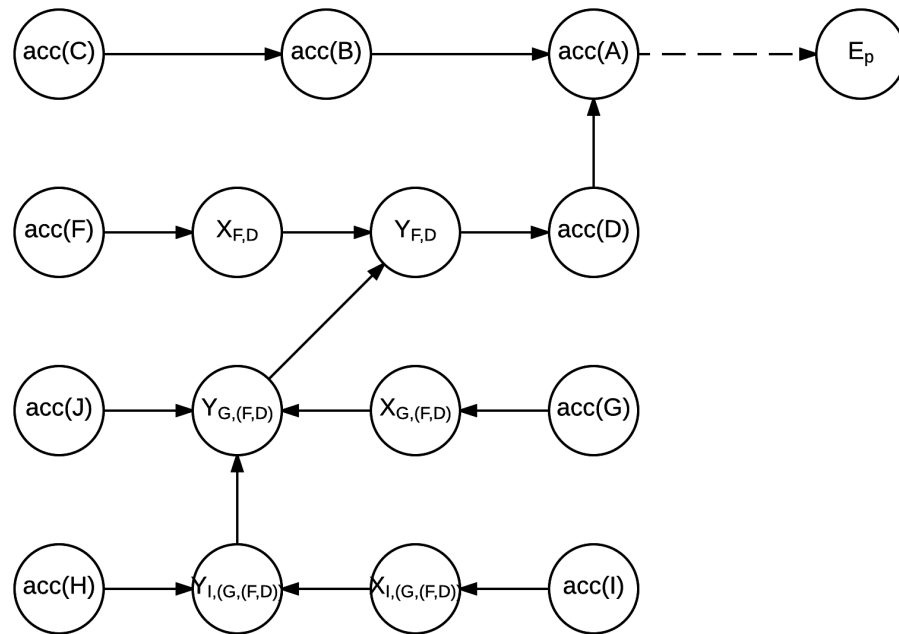 acc(C) acc(B) acc(A) Eₚ
acc(F) X_F,D Y_F,D acc(D)
acc(J) Y_G,(F,D) X_G,(F,D) acc(G)
acc(H) Y_I,(G,(F,D) X_I,(G,(F,D) acc(I)